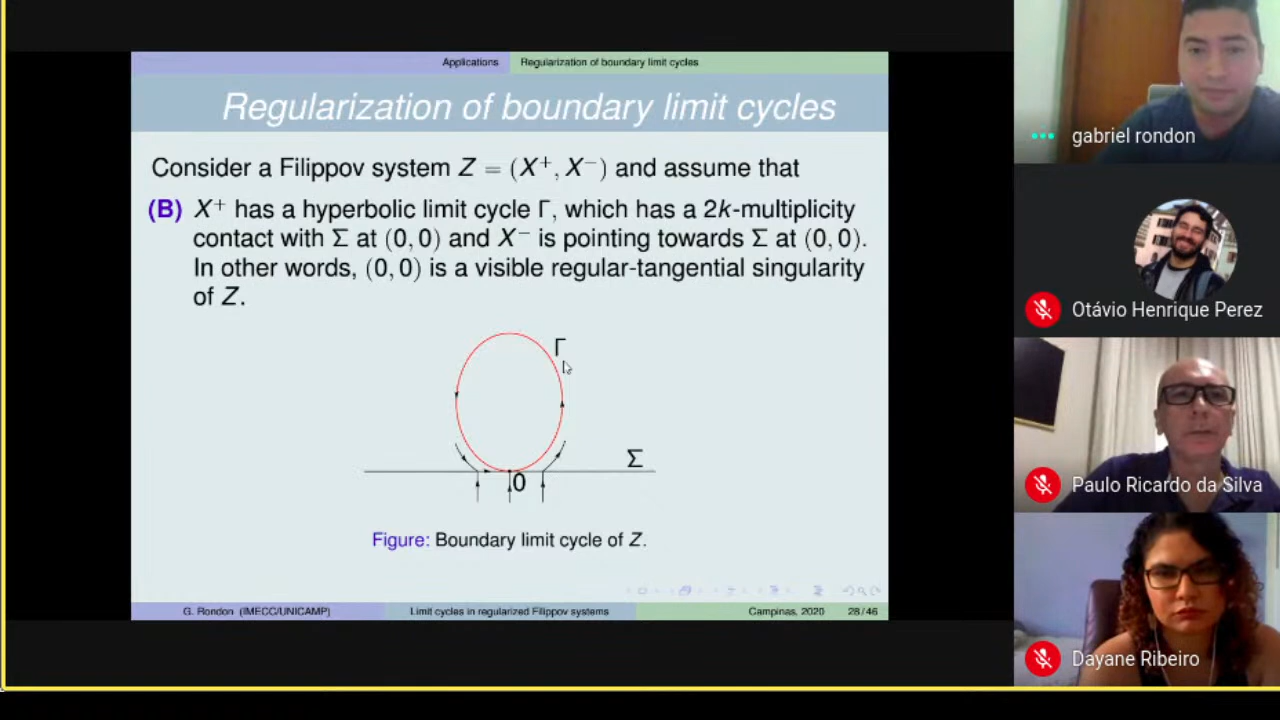 Applications
Regularization of boundary limit cycles
Regularization of boundary limit cycles
Consider a Filippov system Z = (X⁺, X⁻) and assume that
(B) X⁺ has a hyperbolic limit cycle Γ, which has a 2k-multiplicity
contact with Σ at (0, 0) and X⁻ is pointing towards Σ at (0, 0).
In other words, (0, 0) is a visible regular-tangential singularity
of Z.
Γ
Σ
0
Figure: Boundary limit cycle of Z.
G. Rondon (IMECC/UNICAMP)
Limit cycles in regularized Filippov systems
Campinas, 2020
28/46
gabriel rondon
Otávio Henrique Perez
Paulo Ricardo da Silva
Dayane Ribeiro